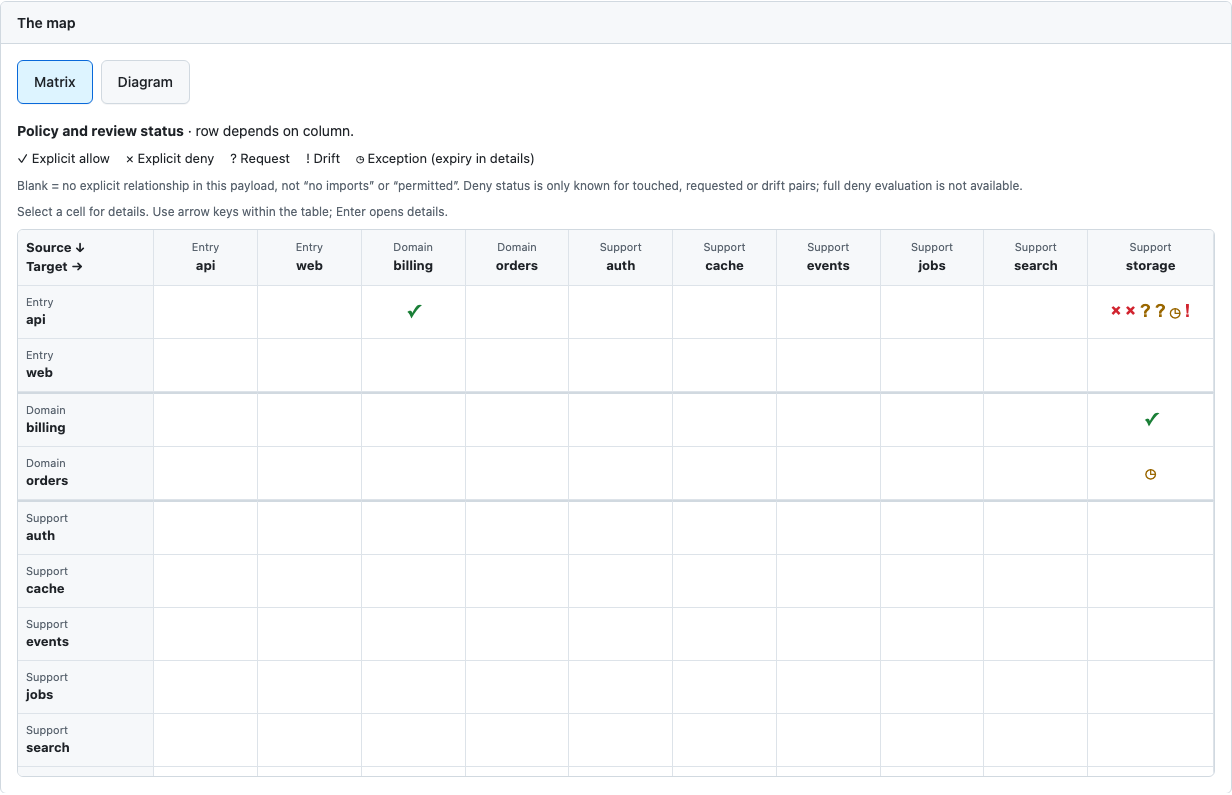 The map
Matrix Diagram
Policy and review status · row depends on column.
✓ Explicit allow × Explicit deny ? Request ! Drift ◷ Exception (expiry in details)
Blank = no explicit relationship in this payload, not “no imports” or “permitted”. Deny status is only known for touched, requested or drift pairs; full deny evaluation is not available.
Select a cell for details. Use arrow keys within the table; Enter opens details.
Source ↓ Entry Entry Domain Domain Support Support Support Support Support Support
Target → api web billing orders auth cache events jobs search storage
Entry
api ✓ × × ? ? ◷ !
Entry
web
Domain
billing ✓
Domain
orders ◷
Support
auth
Support
cache
Support
events
Support
jobs
Support
search